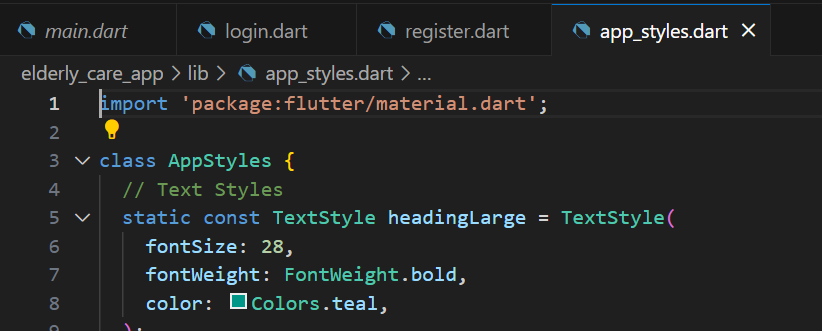 main.dart login.dart register.dart app_styles.dart
elderly_care_app > lib > app_styles.dart > ...
1 import 'package:flutter/material.dart';
2
3 class AppStyles {
4 // Text Styles
5 static const TextStyle headingLarge = TextStyle(
6 fontSize: 28,
7 fontWeight: FontWeight.bold,
8 color: Colors.teal,
9 );